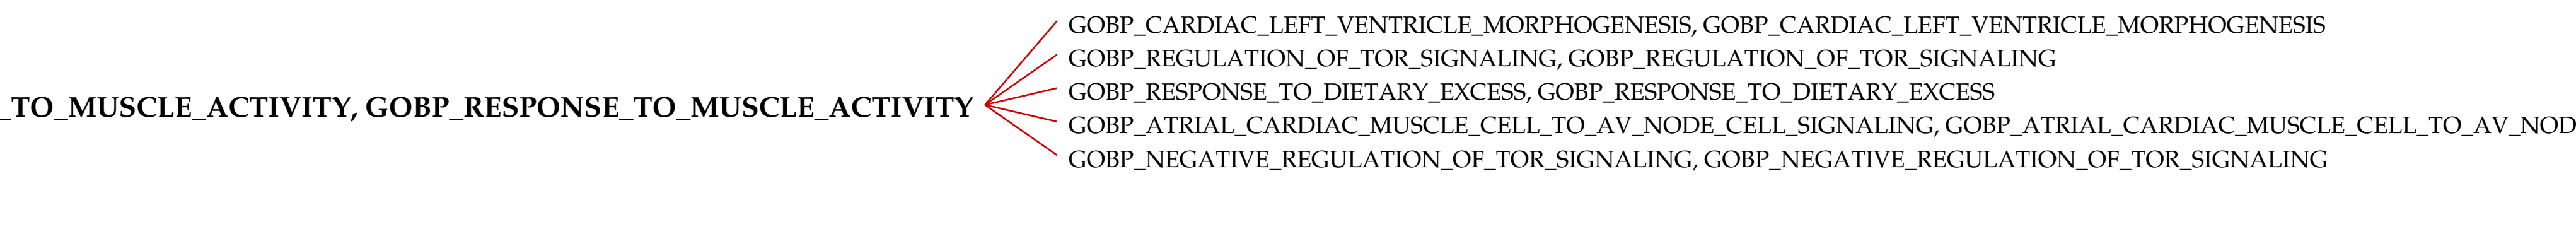 GOBP_CARDIAC_LEFT_VENTRICLE_MORPHOGENESIS, GOBP_CARDIAC_LEFT_VENTRICLE_MORPHOGENESIS
GOBP_REGULATION_OF_TOR_SIGNALING, GOBP_REGULATION_OF_TOR_SIGNALING
GOBP_RESPONSE_TO_DIETARY_EXCESS, GOBP_RESPONSE_TO_DIETARY_EXCESS
_TO_MUSCLE_ACTIVITY, GOBP_RESPONSE_TO_MUSCLE_ACTIVITY
GOBP_ATRIAL_CARDIAC_MUSCLE_CELL_TO_AV_NODE_CELL_SIGNALING, GOBP_ATRIAL_CARDIAC_MUSCLE_CELL_TO_AV_NOD
GOBP_NEGATIVE_REGULATION_OF_TOR_SIGNALING, GOBP_NEGATIVE_REGULATION_OF_TOR_SIGNALING